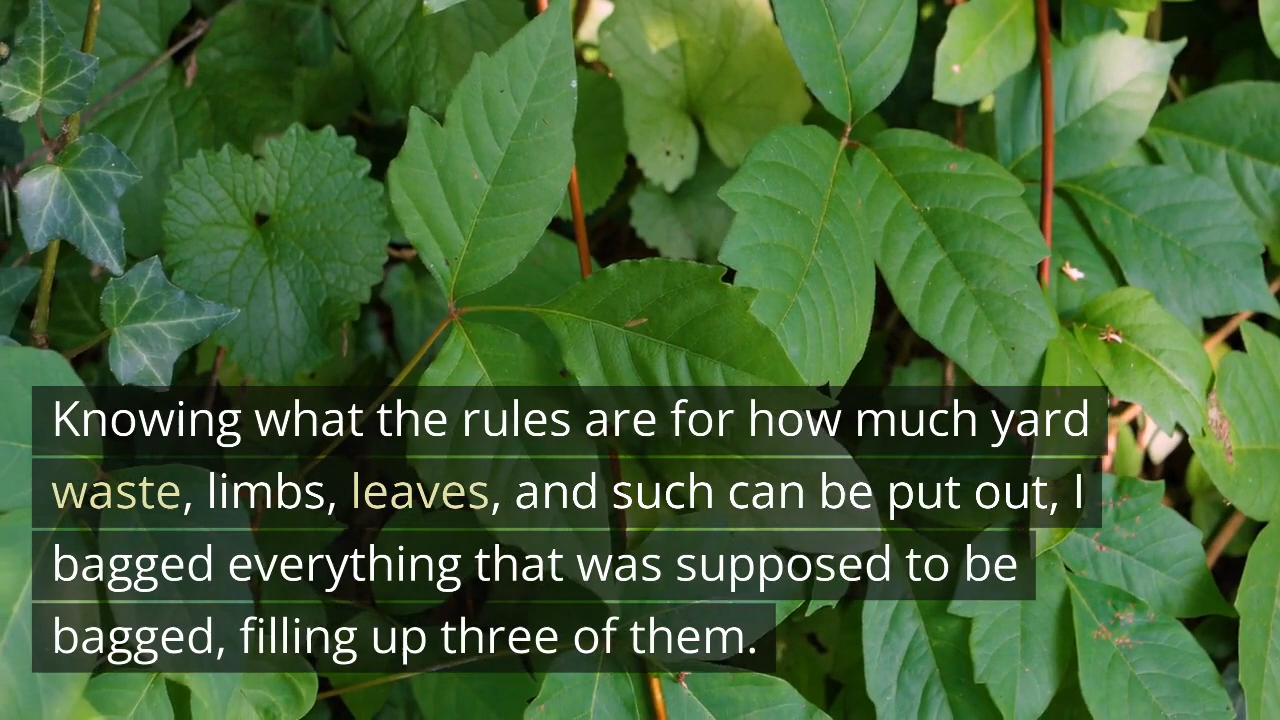 Knowing what the rules are for how much yard
waste, limbs, leaves, and such can be put out, I
bagged everything that was supposed to be
bagged, filling up three of them.